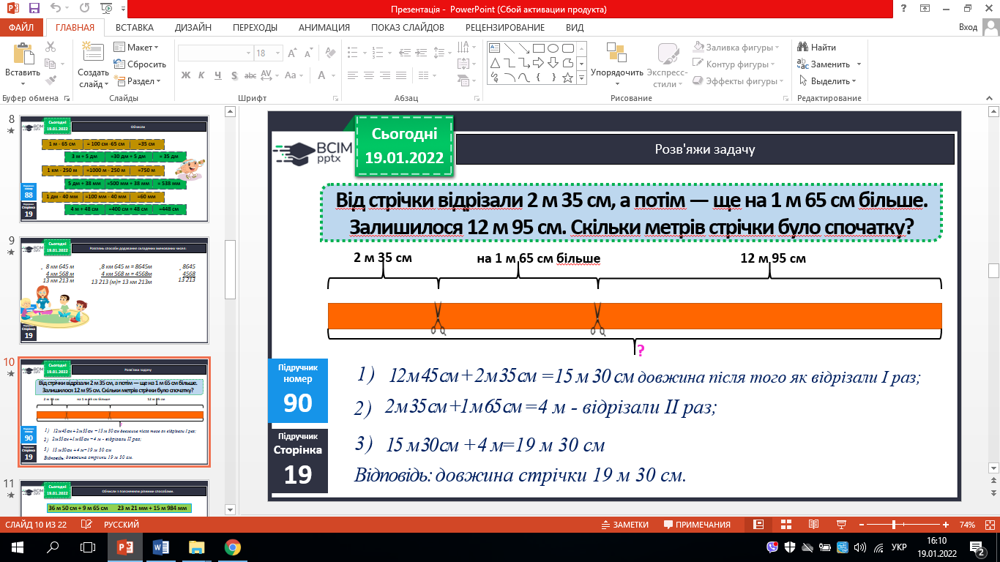 Презентація - PowerPoint (Сбой активации продукта)
ФАЙЛ ГЛАВНАЯ ВСТАВКА ДИЗАЙН ПЕРЕХОДЫ АНИМАЦИЯ ПОКАЗ СЛАЙДОВ РЕЦЕНЗИРОВАНИЕ ВИД Вход
Вставить
Создать слайд
Макет
Сбросить
Раздел
18
Ж К Ч S abc AV Aa A
Упорядочить
Экспресс-стили
Заливка фигуры
Контур фигуры
Эффекты фигуры
Найти
Заменить
Выделить
Буфер обмена Слайды Шрифт Абзац Рисование Редактирование
8
Сьогодні
19.01.2022
Обчисли
1 м - 65 см = 100 см -65 см =35 см
3 м + 5 дм =30 дм + 5 дм = 35 дм
1 км - 250 м =1000 м - 250 м =750 м
5 дм + 38 мм =500 мм + 38 мм = 538 мм
1 дм - 40 мм =100 мм - 40 мм =60 мм
4 м + 48 см =400 см + 48 см =448 см
88
Сторінка
19
9
Сьогодні
19.01.2022
Розглянь способи додавання складених іменованих чисел:
8 км 645 м 8 км 645 м = 8645м 8645
4 км 568 м 4 км 568 м = 4568м 4568
13 км 213 м 13 213 (м)= 13 км 213м 13 213
Сторінка
19
10
Сьогодні
19.01.2022
Розв'яжи задачу
Від стрічки відрізали 2 м 35 см, а потім — ще на 1 м 65 см більше.
Залишилося 12 м 95 см. Скільки метрів стрічки було спочатку?
2 м 35 см на 1 м 65 см більше 12 м 95 см
?
90
Сторінка
19
1) 12м45см+2м35см =15 м 30 см довжина після того як відрізали І раз;
2) 2м35см+1м65см=4 м - відрізали ІІ раз;
3) 15 м30см +4 м=19 м 30 см
Відповідь: довжина стрічки 19 м 30 см.
11
Сьогодні
19.01.2022
Обчисли з поясненням різними способами.
36 м 50 см + 9 м 65 см 23 м 21 мм + 15 м 984 мм
ВСІМ
pptx
Сьогодні
19.01.2022
Розв'яжи задачу
Від стрічки відрізали 2 м 35 см, а потім — ще на 1 м 65 см більше.
Залишилося 12 м 95 см. Скільки метрів стрічки було спочатку?
2 м 35 см на 1 м 65 см більше 12 м 95 см
?
Підручник
номер
90
Підручник
Сторінка
19
1) 12м45см+2м35см =15 м 30 см довжина після того як відрізали І раз;
2) 2м35см+1м65см=4 м - відрізали ІІ раз;
3) 15 м30см +4 м=19 м 30 см
Відповідь: довжина стрічки 19 м 30 см.
СЛАЙД 10 ИЗ 22 РУССКИЙ ЗАМЕТКИ ПРИМЕЧАНИЯ 74%
УКР
16:10
19.01.2022
2